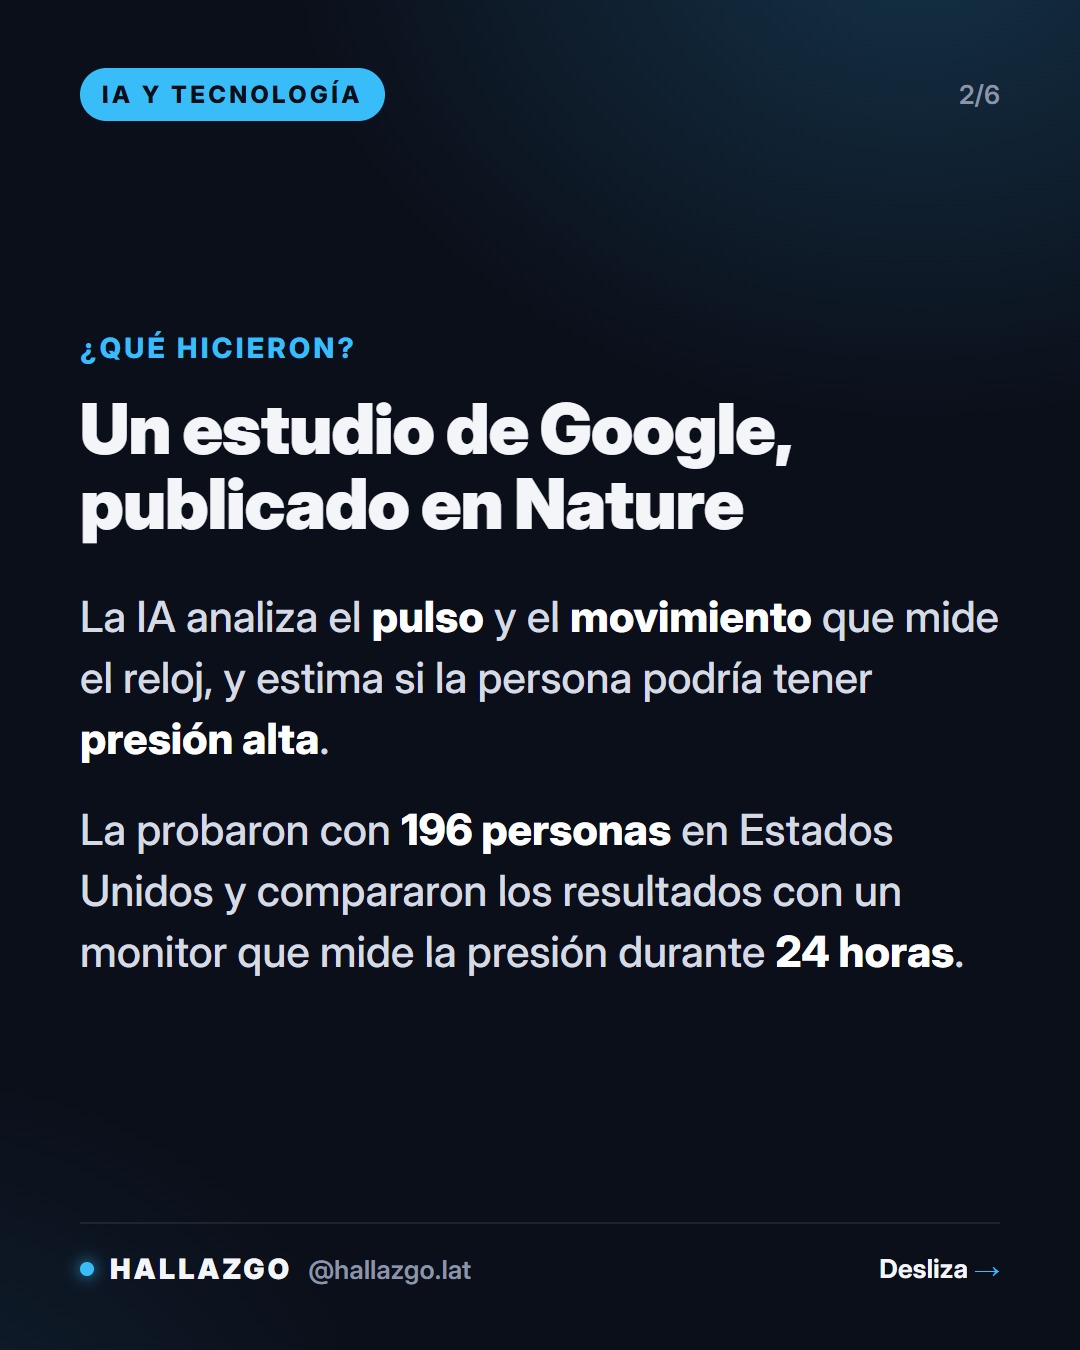 IA Y TECNOLOGÍA
2/6
¿QUÉ HICIERON?
Un estudio de Google,
publicado en Nature
La IA analiza el pulso y el movimiento que mide
el reloj, y estima si la persona podría tener
presión alta.
La probaron con 196 personas en Estados
Unidos y compararon los resultados con un
monitor que mide la presión durante 24 horas.
HALLAZGO @hallazgo.lat
Desliza →